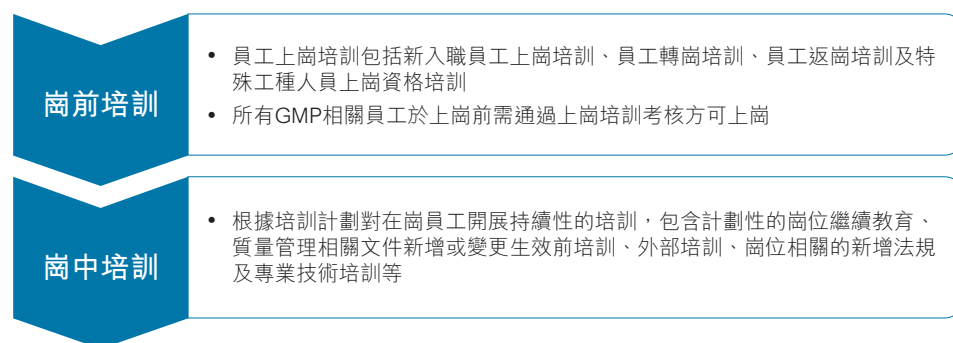 崗前培訓
• 員工上崗培訓包括新入職員工上崗培訓、員工轉崗培訓、員工返崗培訓及特
殊工種人員上崗資格培訓
• 所有GMP相關員工於上崗前需通過上崗培訓考核方可上崗
崗中培訓
• 根據培訓計劃對在崗員工開展持續性的培訓，包含計劃性的崗位繼續教育、
質量管理相關文件新增或變更生效前培訓、外部培訓、崗位相關的新增法規
及專業技術培訓等